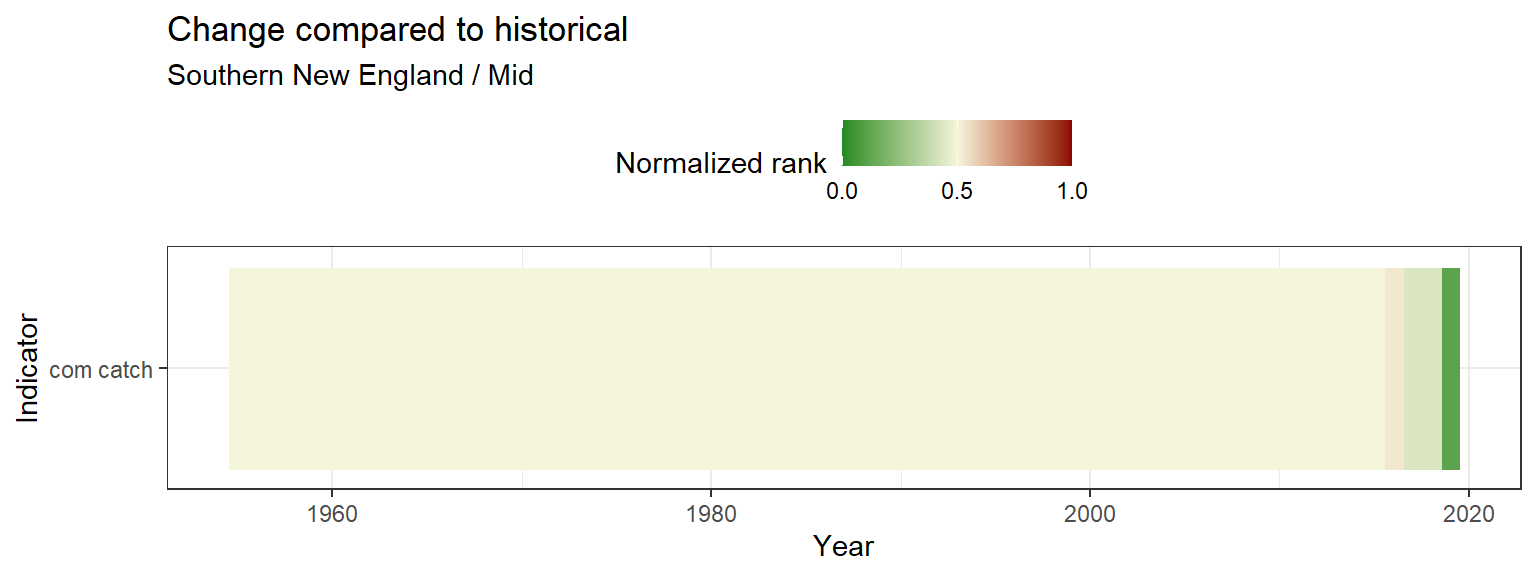 Change compared to historical
Southern New England / Mid
Normalized rank
0.0 0.5 1.0
Indicator
com catch
1960 1980 2000 2020
Year